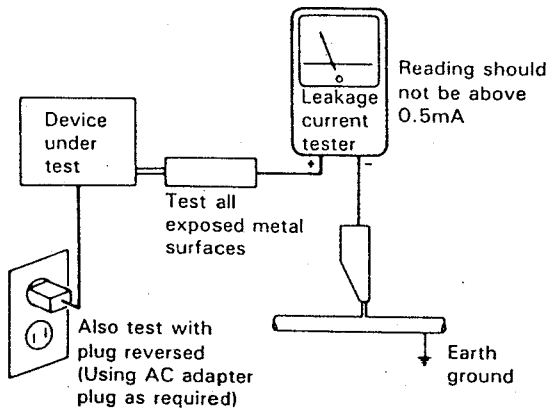 Reading should
not be above
0.5mA
Leakage
current
tester
+ -
Device
under
test
Test all
exposed metal
surfaces
Also test with
plug reversed
(Using AC adapter
plug as required)
Earth
ground